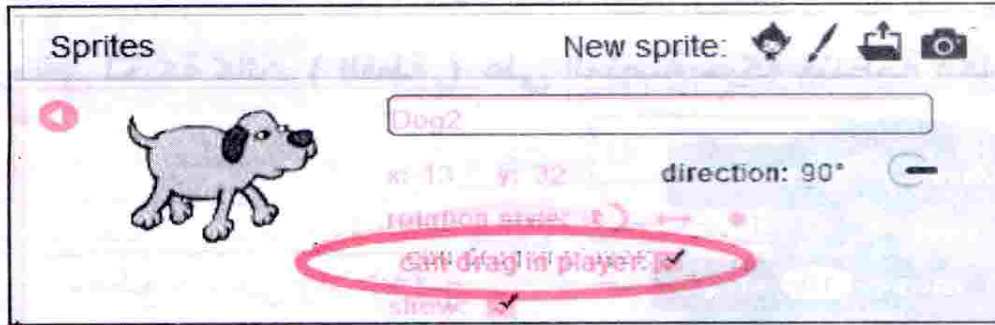 Sprites New sprite:
Dog2
x: 13 y: 32 direction: 90°
rotation style:
can drag in player:
show: